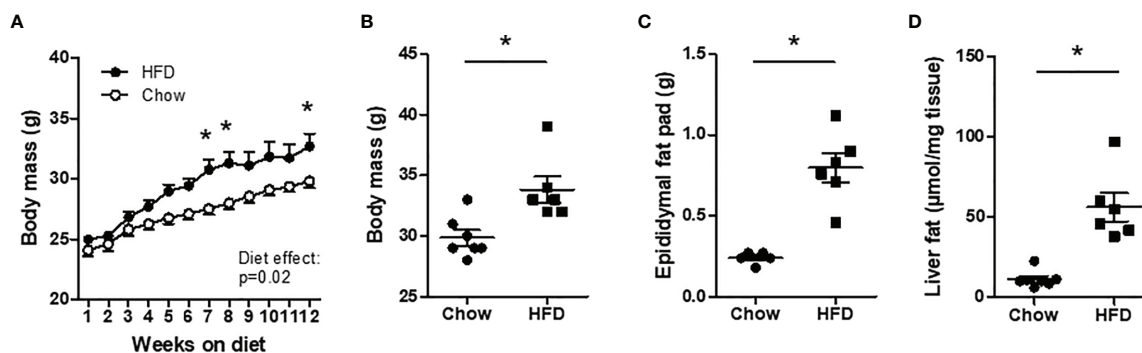 A
Body mass (g)
40
35
30
25
20
HFD
Chow
*
*
*
Diet effect:
p=0.02
1 2 3 4 5 6 7 8 9 10 11 12
Weeks on diet
B
Body mass (g)
45
40
35
30
25
*
Chow HFD
C
Epididymal fat pad (g)
1.5
1.0
0.5
0.0
*
Chow HFD
D
Liver fat (µmol/mg tissue)
150
100
50
0
*
Chow HFD